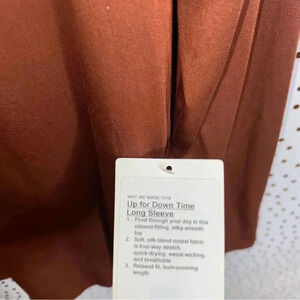 WHY WE MADE THIS
Up for Down Time
Long Sleeve
1. Float through your day in this
relaxed-fitting, silky-smooth
top
2. Soft, silk-blend modal fabric
is four-way stretch,
quick-drying, sweat-wicking,
and breathable
3. Relaxed fit, bum-covering
length